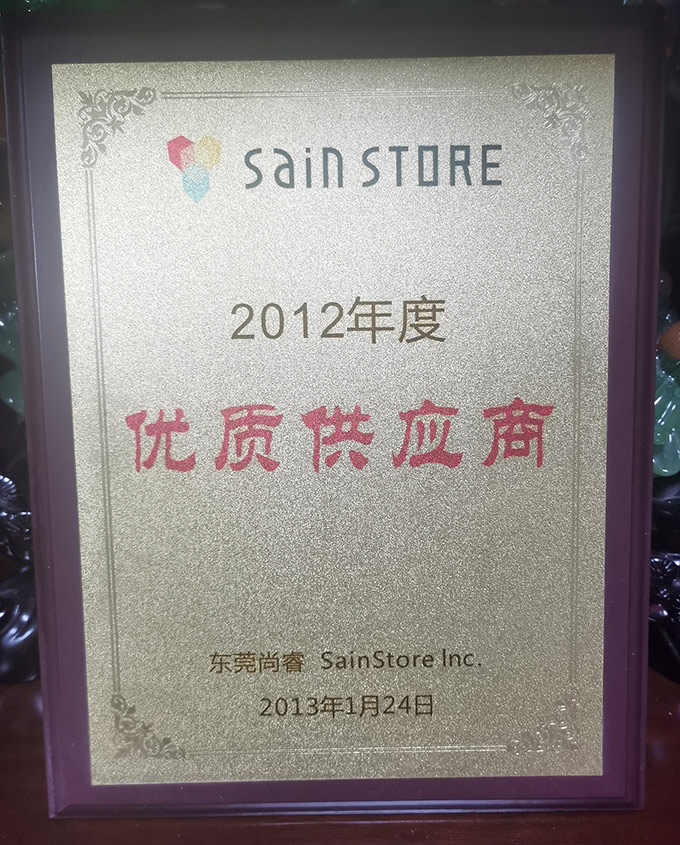 Sain STORE
2012年度
优质供应商
东莞尚睿 SainStore Inc.
2013年1月24日